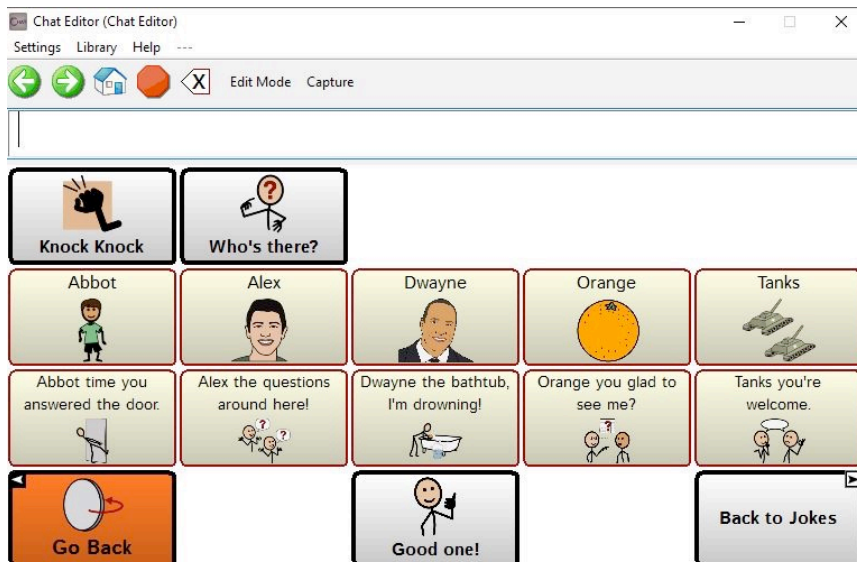 Chat Editor (Chat Editor)
Settings Library Help ---
X Edit Mode Capture
Knock Knock
Who's there?
?
Abbot
Alex
Dwayne
Orange
Tanks
Abbot time you
answered the door.
Alex the questions
around here!
? ?
Dwayne the bathtub,
I'm drowning!
Orange you glad to
see me?
?
Tanks you're
welcome.
Go Back
Good one!
Back to Jokes